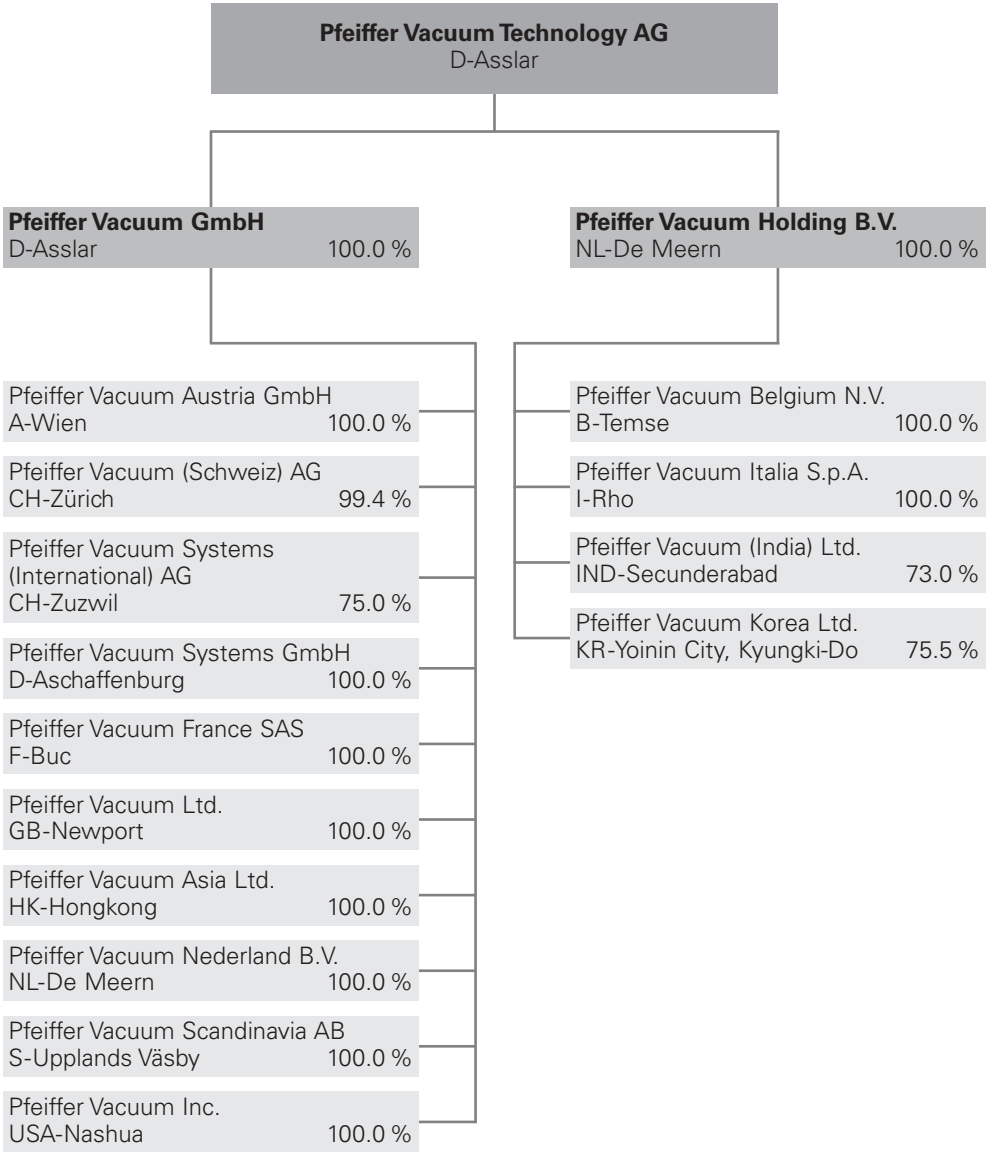 Pfeiffer Vacuum Technology AG
D-Asslar
Pfeiffer Vacuum GmbH
D-Asslar 100.0 %
Pfeiffer Vacuum Holding B.V.
NL-De Meern 100.0 %
Pfeiffer Vacuum Austria GmbH
A-Wien 100.0 %
Pfeiffer Vacuum (Schweiz) AG
CH-Zürich 99.4 %
Pfeiffer Vacuum Systems
(International) AG
CH-Zuzwil 75.0 %
Pfeiffer Vacuum Systems GmbH
D-Aschaffenburg 100.0 %
Pfeiffer Vacuum France SAS
F-Buc 100.0 %
Pfeiffer Vacuum Ltd.
GB-Newport 100.0 %
Pfeiffer Vacuum Asia Ltd.
HK-Hongkong 100.0 %
Pfeiffer Vacuum Nederland B.V.
NL-De Meern 100.0 %
Pfeiffer Vacuum Scandinavia AB
S-Upplands Väsby 100.0 %
Pfeiffer Vacuum Inc.
USA-Nashua 100.0 %
Pfeiffer Vacuum Belgium N.V.
B-Temse 100.0 %
Pfeiffer Vacuum Italia S.p.A.
I-Rho 100.0 %
Pfeiffer Vacuum (India) Ltd.
IND-Secunderabad 73.0 %
Pfeiffer Vacuum Korea Ltd.
KR-Yoinin City, Kyungki-Do 75.5 %